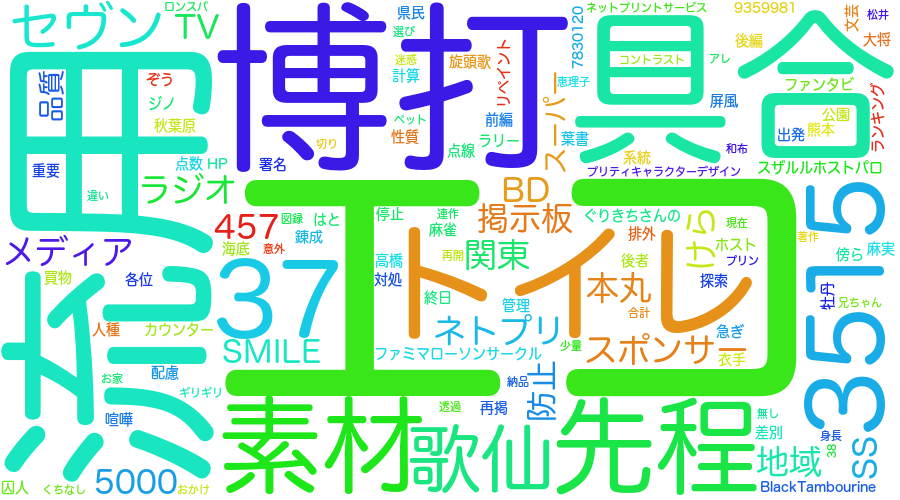 セヴン
ロンスパ
TV
博打
県民
選び
迷惑
計算
ペット
性質
旋頭歌
リペイント
前編
点線
ラリー
スーパー
葉書
7830120
恵理子
ネットプリントサービス
コントラスト
アレ
具合
9359981
後編
文芸
松井
大将
ファンタビ
屏風
公園
熊本
出発
ランキング
系統
和布
プリティキャラクターデザイン
スザルルホストパロ
品質
ぞう
ジノ
秋葉原
点数
HP
重要
違い
署名
切り
流用
ラジオ
メディア
457
図録
はと
錬成
海底
意外
買物
各位
37
エロ
トイレ
BD
掲示板
関東
停止
連作
麻雀
再開
高橋
対処
終日
管理
ぐりきちさんの
排外
後者
けら
ホスト
現在
プリン
探索
著作
傍ら
麻実
牡丹
兄ちゃん
3515
本丸
合計
ネトプリ
急ぎ
スポンサー
衣手
少量
SMILE
ファミマローソンサークル
人種
カウンター
配慮
お家
ギリギリ
喧嘩
納品
防止
再掲
透過
素材
歌仙
先程
無し
差別
身長
38
地域
SS
BlackTambourine
5000
おかけ
囚人
くちなし